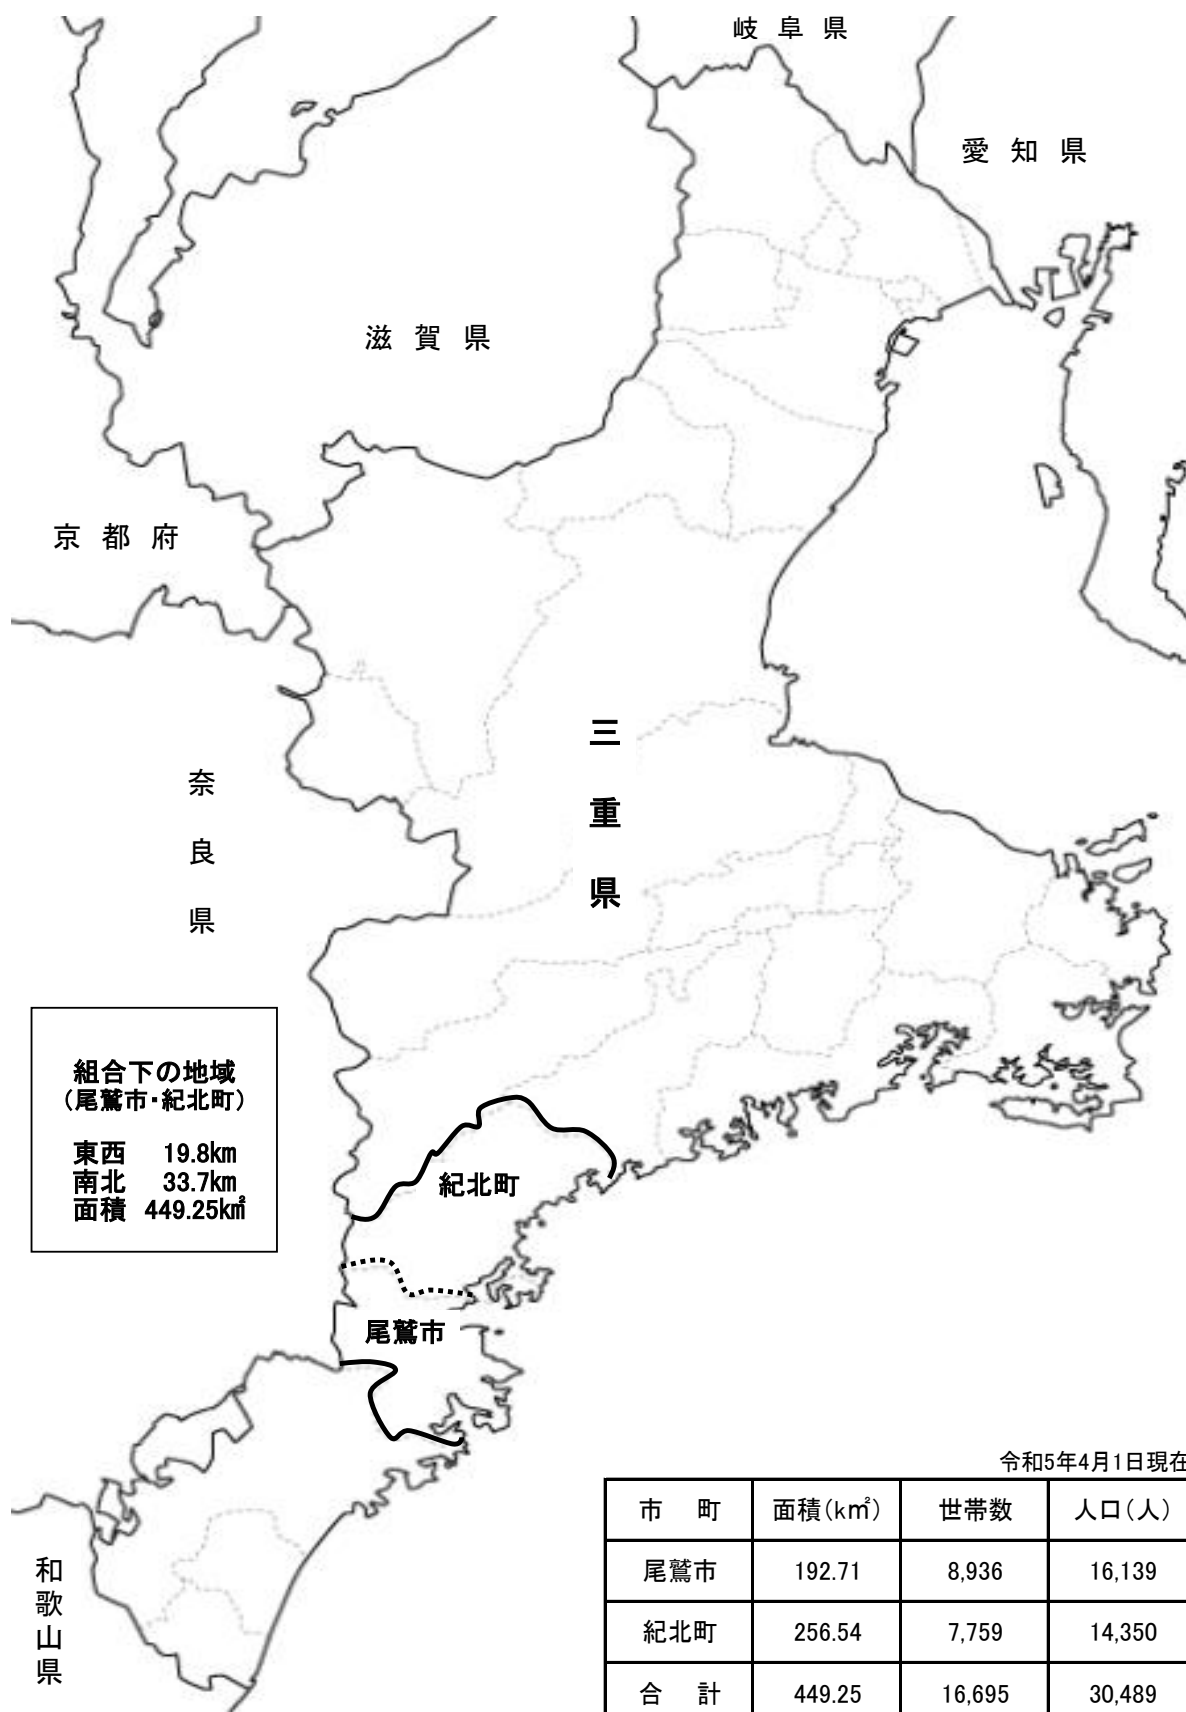 岐阜県
愛知県
滋賀県
京都府
三重県
奈良県
組合下の地域
(尾鷲市・紀北町)
東西 19.8km
南北 33.7km
面積 449.25k㎡
紀北町
尾鷲市
和歌山県
令和5年4月1日現在
市 町 面積(k㎡) 世帯数 人口(人)
尾鷲市 192.71 8,936 16,139
紀北町 256.54 7,759 14,350
合 計 449.25 16,695 30,489